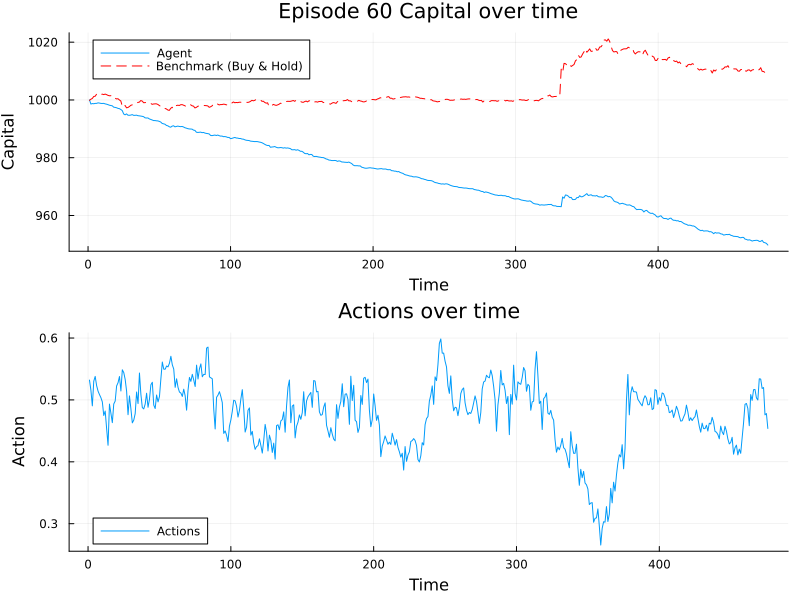 Episode 60 Capital over time
1020
1000
980
960
Capital
Agent
Benchmark (Buy & Hold)
0
100
200
300
400
Time
Actions over time
0.6
0.5
0.4
0.3
Action
Actions
0
100
200
300
400
Time